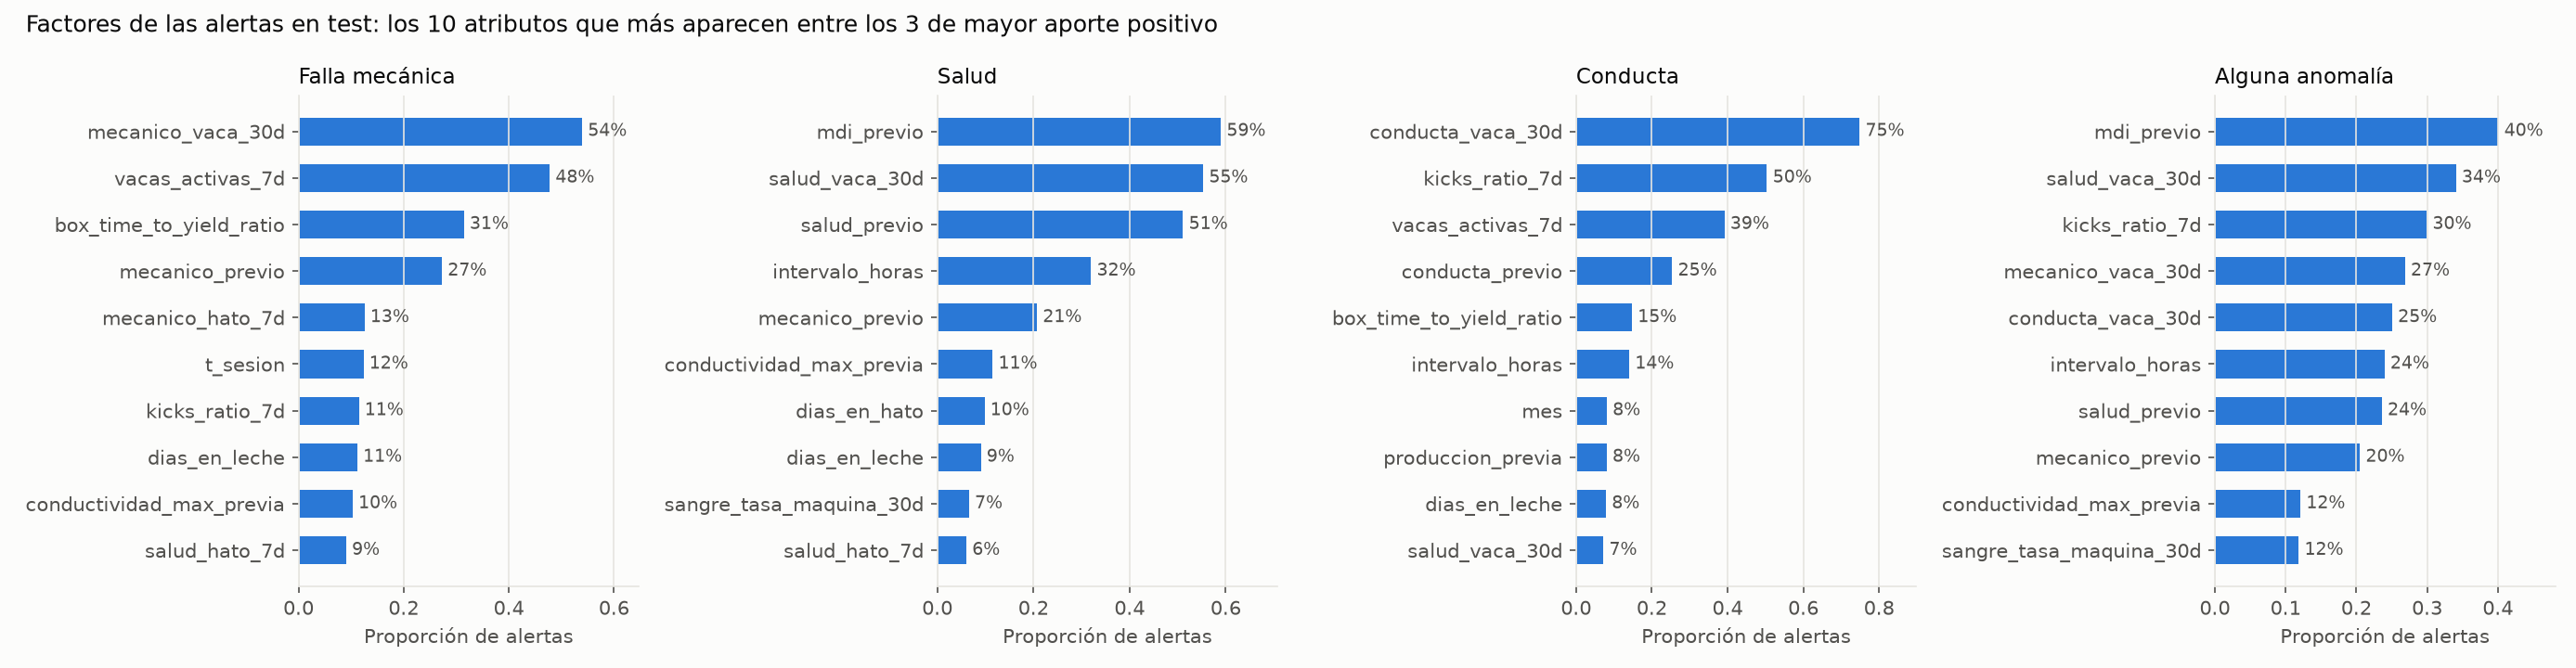 Factores de las alertas en test: los 10 atributos que más aparecen entre los 3 de mayor aporte positivo
Falla mecánica
mecanico_vaca_30d 54%
vacas_activas_7d 48%
box_time_to_yield_ratio 31%
mecanico_previo 27%
mecanico_hato_7d 13%
t_sesion 12%
kicks_ratio_7d 11%
dias_en_leche 11%
conductividad_max_previa 10%
salud_hato_7d 9%
0.0 0.2 0.4 0.6
Proporción de alertas
Salud
mdi_previo 59%
salud_vaca_30d 55%
salud_previo 51%
intervalo_horas 32%
mecanico_previo 21%
conductividad_max_previa 11%
dias_en_hato 10%
dias_en_leche 9%
sangre_tasa_maquina_30d 7%
salud_hato_7d 6%
0.0 0.2 0.4 0.6
Proporción de alertas
Conducta
conducta_vaca_30d 75%
kicks_ratio_7d 50%
vacas_activas_7d 39%
conducta_previo 25%
box_time_to_yield_ratio 15%
intervalo_horas 14%
mes 8%
produccion_previa 8%
dias_en_leche 8%
salud_vaca_30d 7%
0.0 0.2 0.4 0.6 0.8
Proporción de alertas
Alguna anomalía
mdi_previo 40%
salud_vaca_30d 34%
kicks_ratio_7d 30%
mecanico_vaca_30d 27%
conducta_vaca_30d 25%
intervalo_horas 24%
salud_previo 24%
mecanico_previo 20%
conductividad_max_previa 12%
sangre_tasa_maquina_30d 12%
0.0 0.1 0.2 0.3 0.4
Proporción de alertas